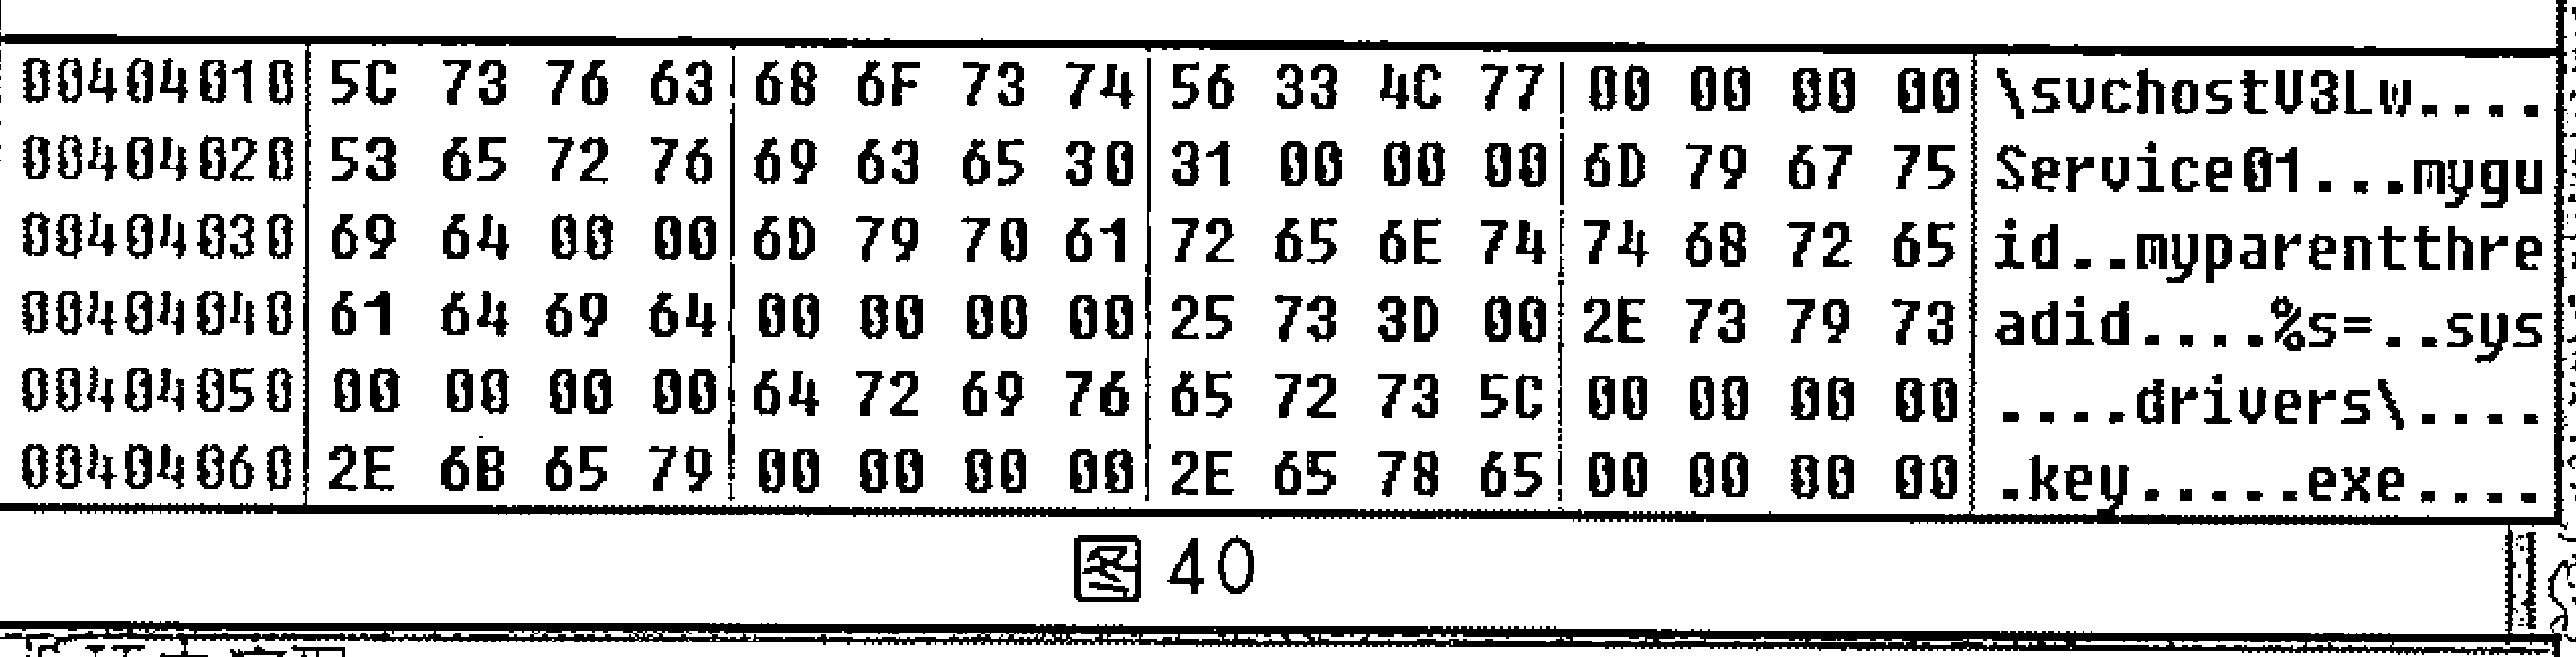 00404010 5C 73 76 63 68 6F 73 74 56 33 4C 77 00 00 00 00 \svchostV3Lw....
00404020 53 65 72 76 69 63 65 30 31 00 00 00 6D 79 67 75 Service01...mygu
00404030 69 64 00 00 6D 79 70 61 72 65 6E 74 74 68 72 65 id..myparentthre
00404040 61 64 69 64 00 00 00 00 25 73 3D 00 2E 73 79 73 adid....%s=..sys
00404050 00 00 00 00 64 72 69 76 65 72 73 5C 00 00 00 00 ....drivers\....
00404060 2E 6B 65 79 00 00 00 00 2E 65 78 65 00 00 00 00 .key.....exe....
图 40